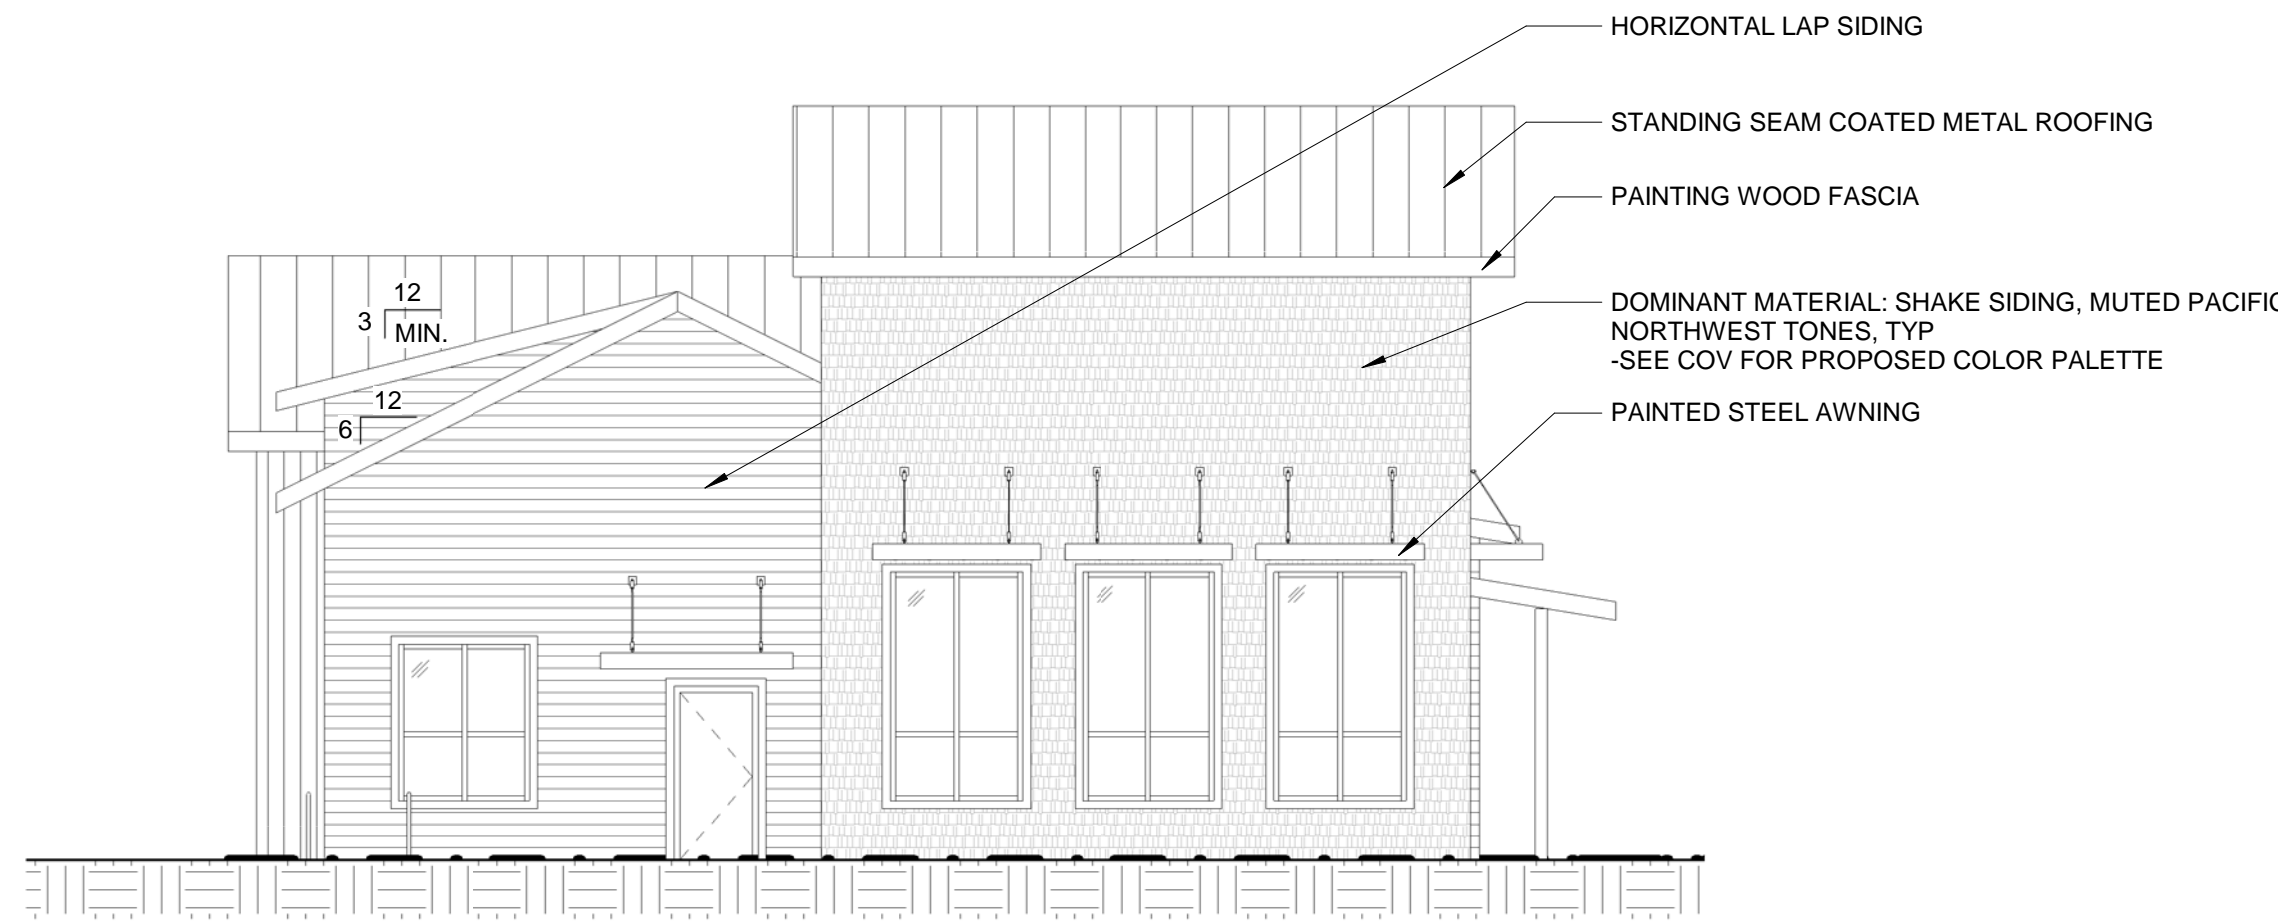 HORIZONTAL LAP SIDING
STANDING SEAM COATED METAL ROOFING
PAINTING WOOD FASCIA
DOMINANT MATERIAL: SHAKE SIDING, MUTED PACIFIC
NORTHWEST TONES, TYP
-SEE COV FOR PROPOSED COLOR PALETTE
PAINTED STEEL AWNING
12
3
MIN.
12
6